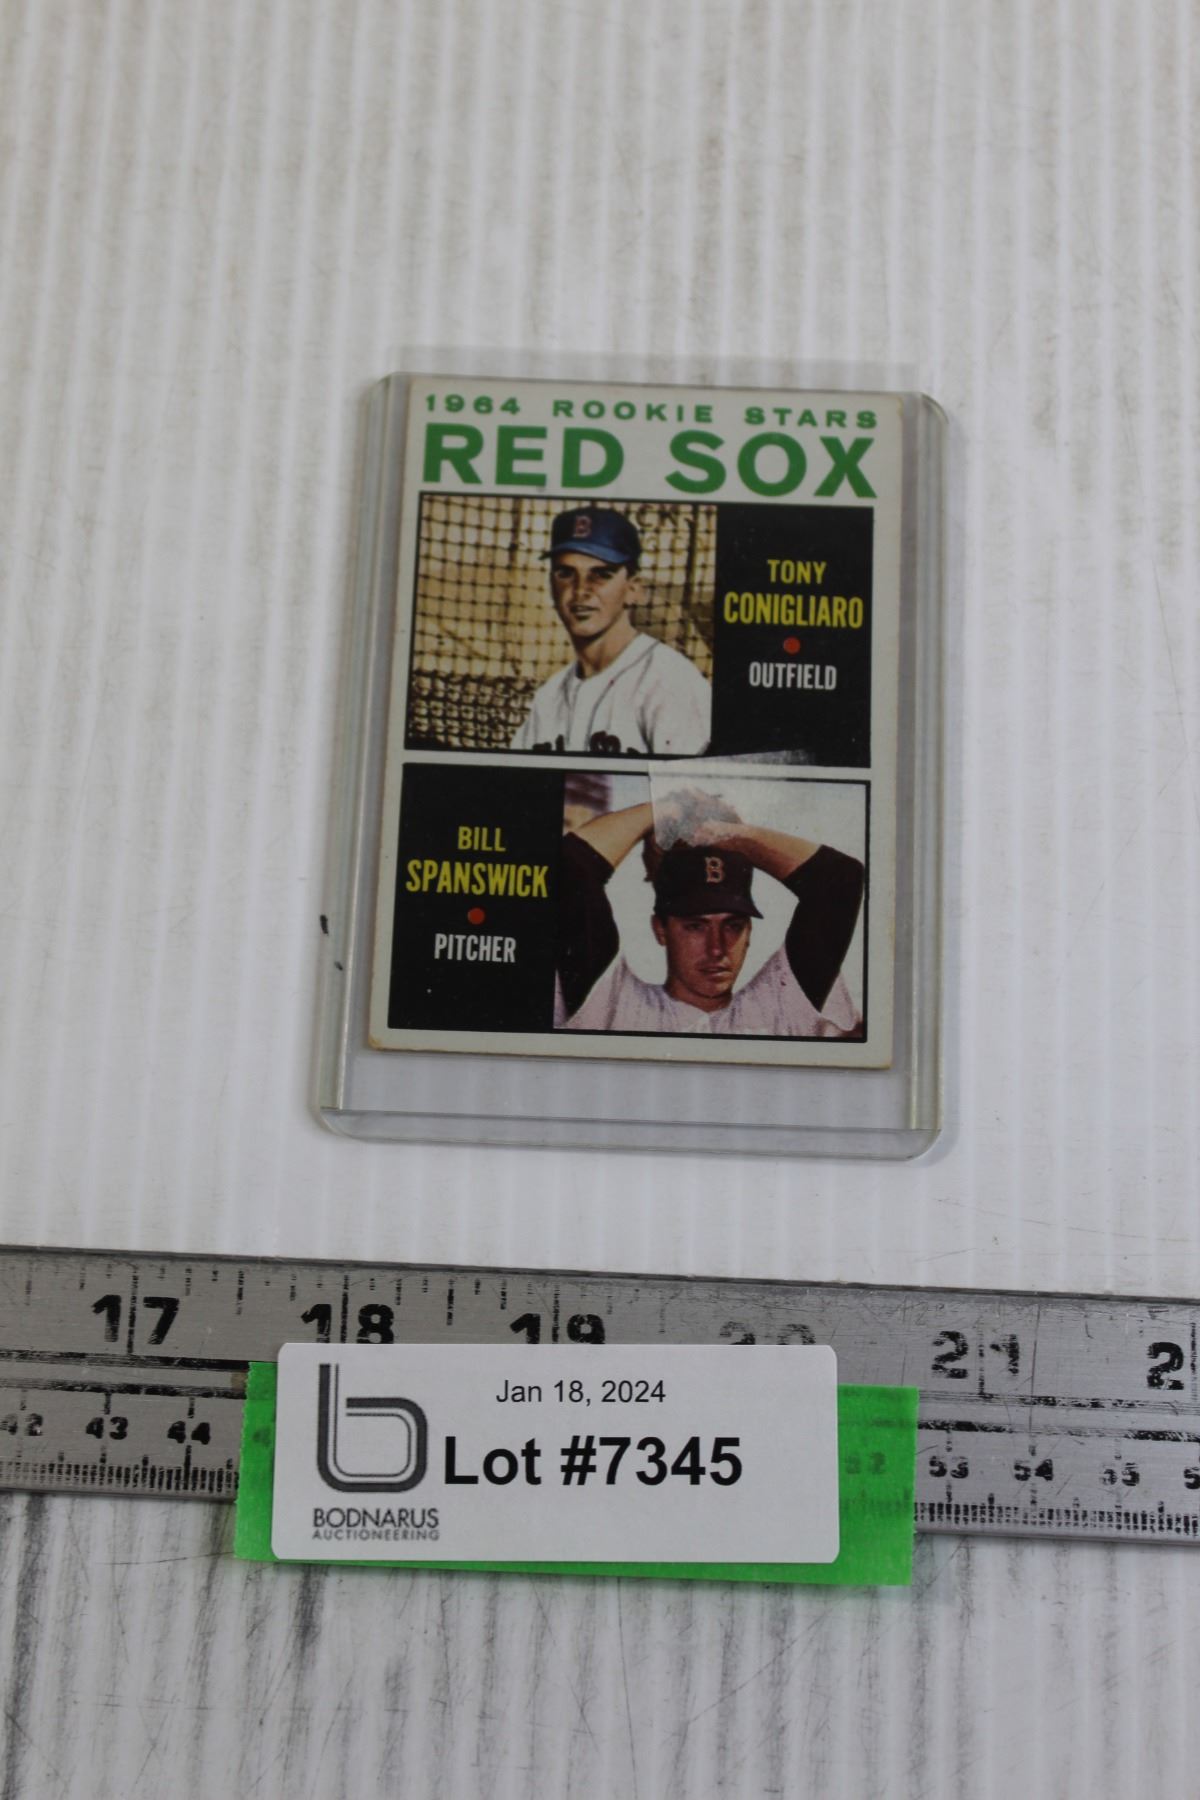 1964 ROOKIE STARS
RED SOX
B
TONY
CONIGLIARO
OUTFIELD
BILL
SPANSWICK
PITCHER
B
17 18 19 20 21 2
42 43 44 53 54 55
Jan 18, 2024
Lot #7345
b
BODNARUS
AUCTIONEERING